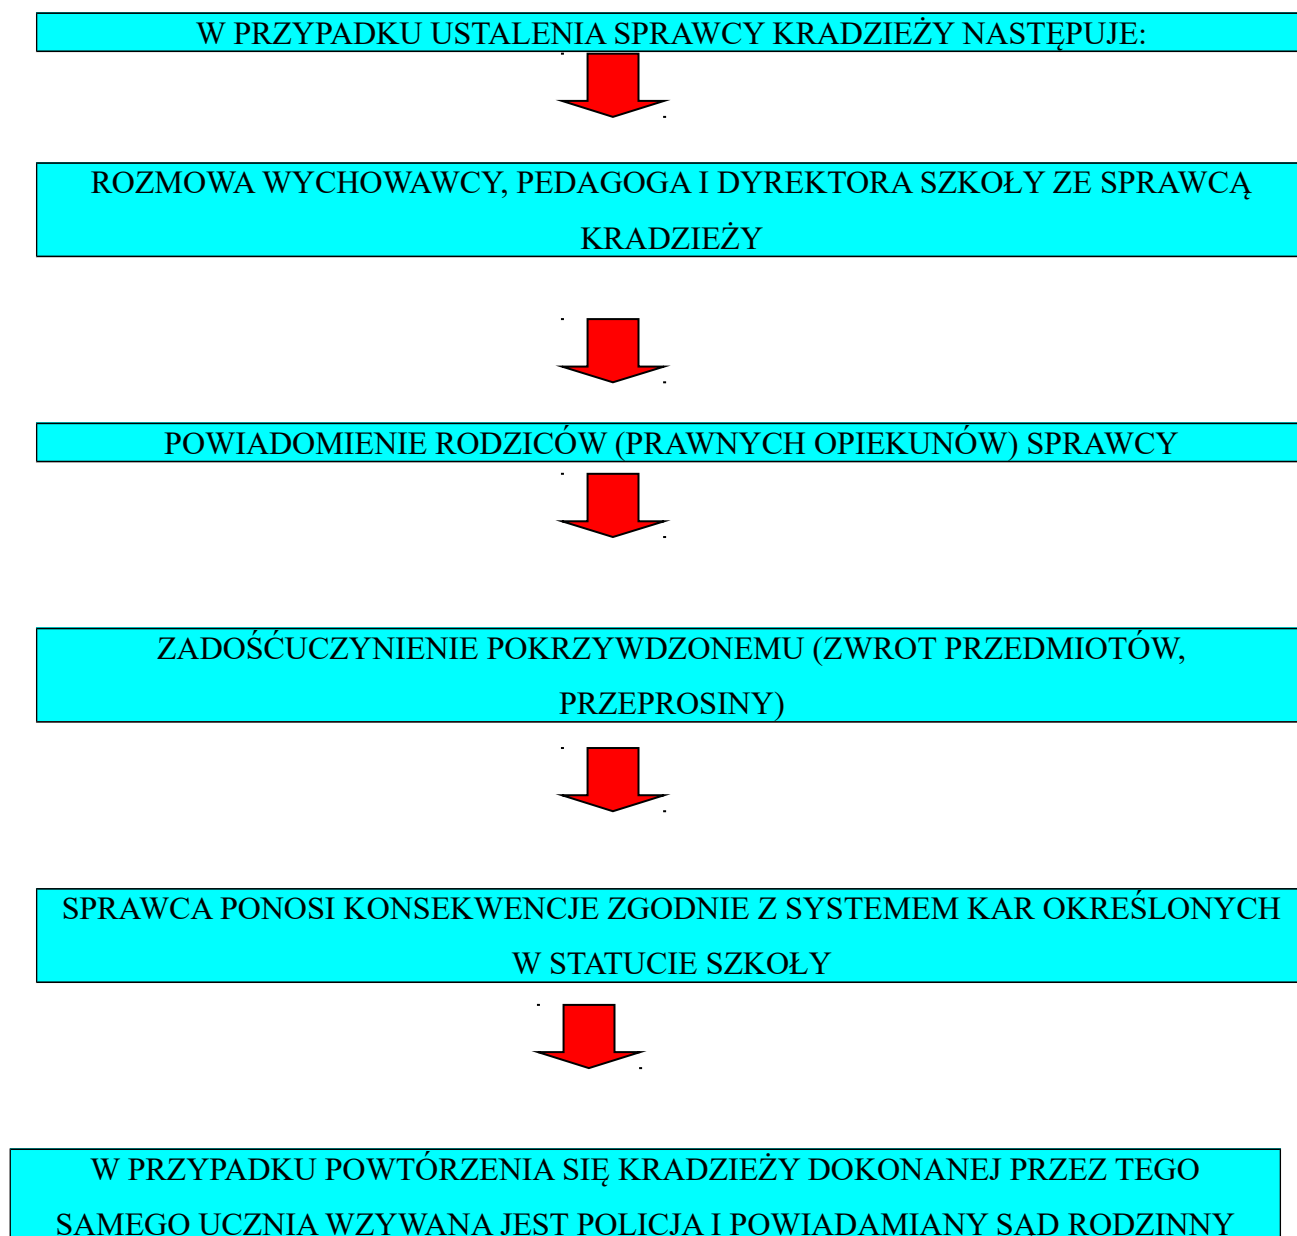 W PRZYPADKU USTALENIA SPRAWCY KRADZIEŻY NASTĘPUJE:
ROZMOWA WYCHOWAWCY, PEDAGOGA I DYREKTORA SZKOŁY ZE SPRAWCĄ
KRADZIEŻY
POWIADOMIENIE RODZICÓW (PRAWNYCH OPIEKUNÓW) SPRAWCY
ZADOŚĆUCZYNIENIE POKRZYWDZONEMU (ZWROT PRZEDMIOTÓW,
PRZEPROSINY)
SPRAWCA PONOSI KONSEKWENCJE ZGODNIE Z SYSTEMEM KAR OKREŚLONYCH
W STATUCIE SZKOŁY
W PRZYPADKU POWTÓRZENIA SIĘ KRADZIEŻY DOKONANEJ PRZEZ TEGO
SAMEGO UCZNIA WZYWANA JEST POLICJA I POWIADAMIANY SĄD RODZINNY